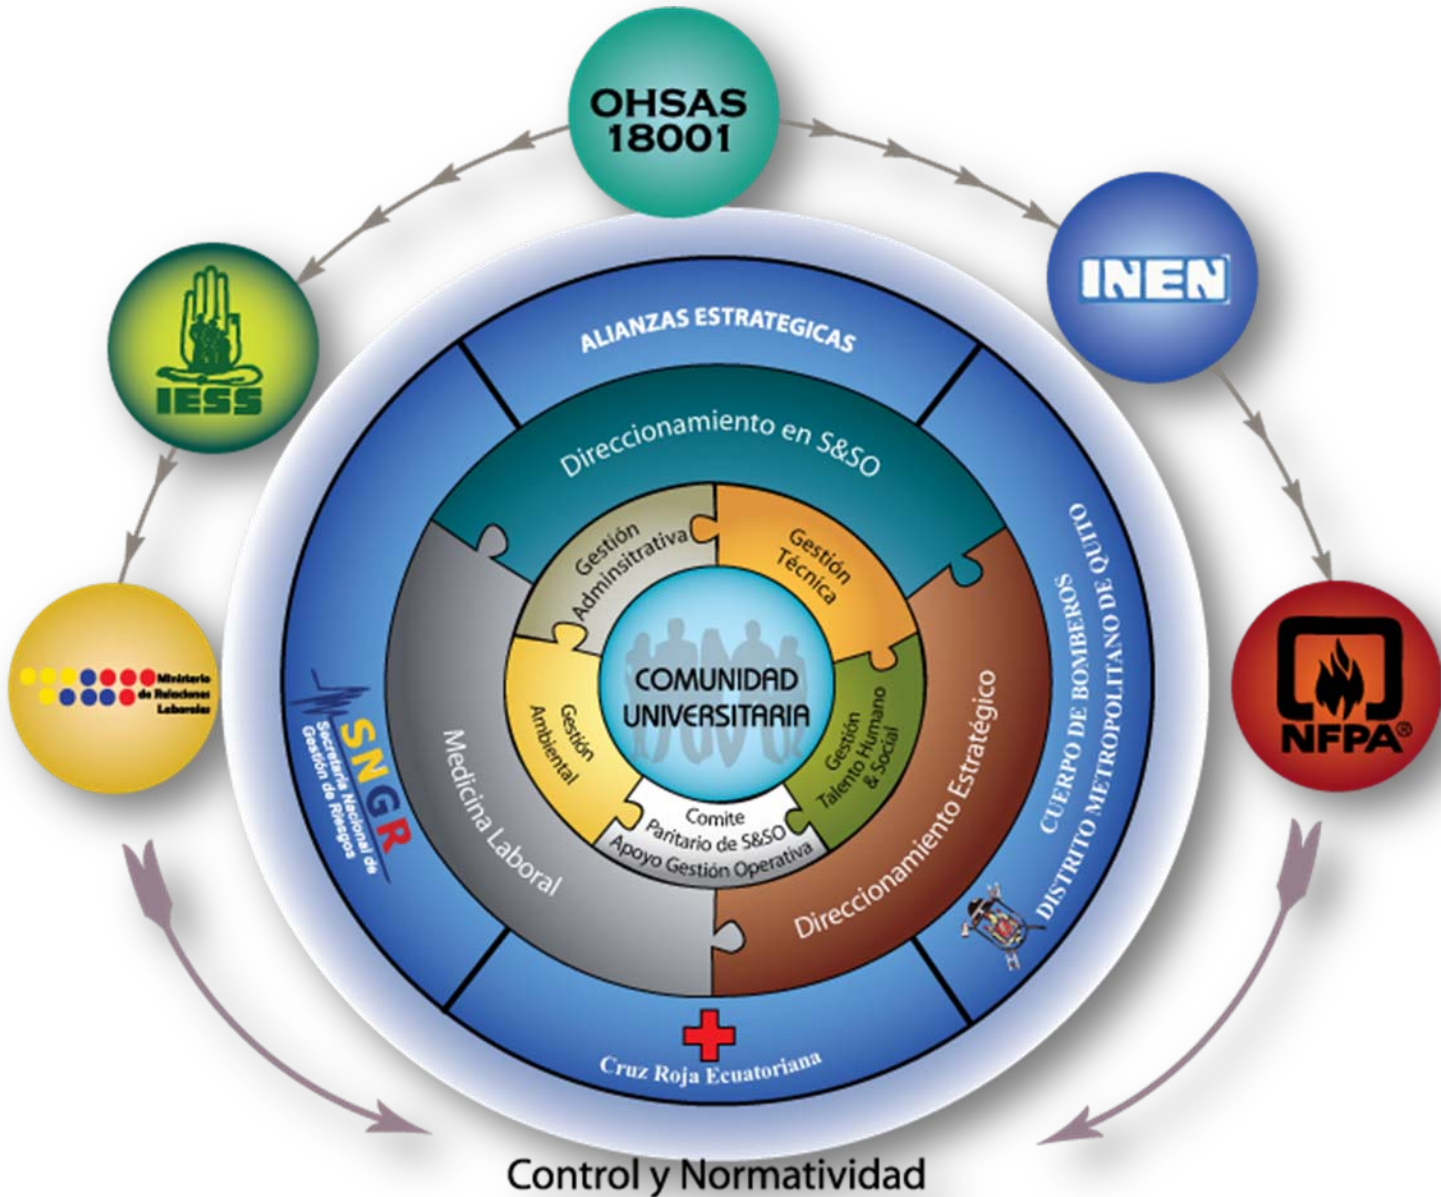 OHSAS
18001
INEN
IESS
Ministerio
de Relaciones
Laborales
NFPA®
ALIANZAS ESTRATEGICAS
CUERPO DE BOMBEROS
DISTRITO METROPOLITANO DE QUITO
Cruz Roja Ecuatoriana
SNGR
Secretaría Nacional de
Gestión de Riesgos
Direccionamiento en S&SO
Direccionamiento Estratégico
Medicina Laboral
Gestión
Adminsitrativa
Gestión
Técnica
Gestión
Talento Humano
& Social
Comite
Paritario de S&SO
Apoyo Gestión Operativa
Gestión
Ambiental
COMUNIDAD
UNIVERSITARIA
Control y Normatividad